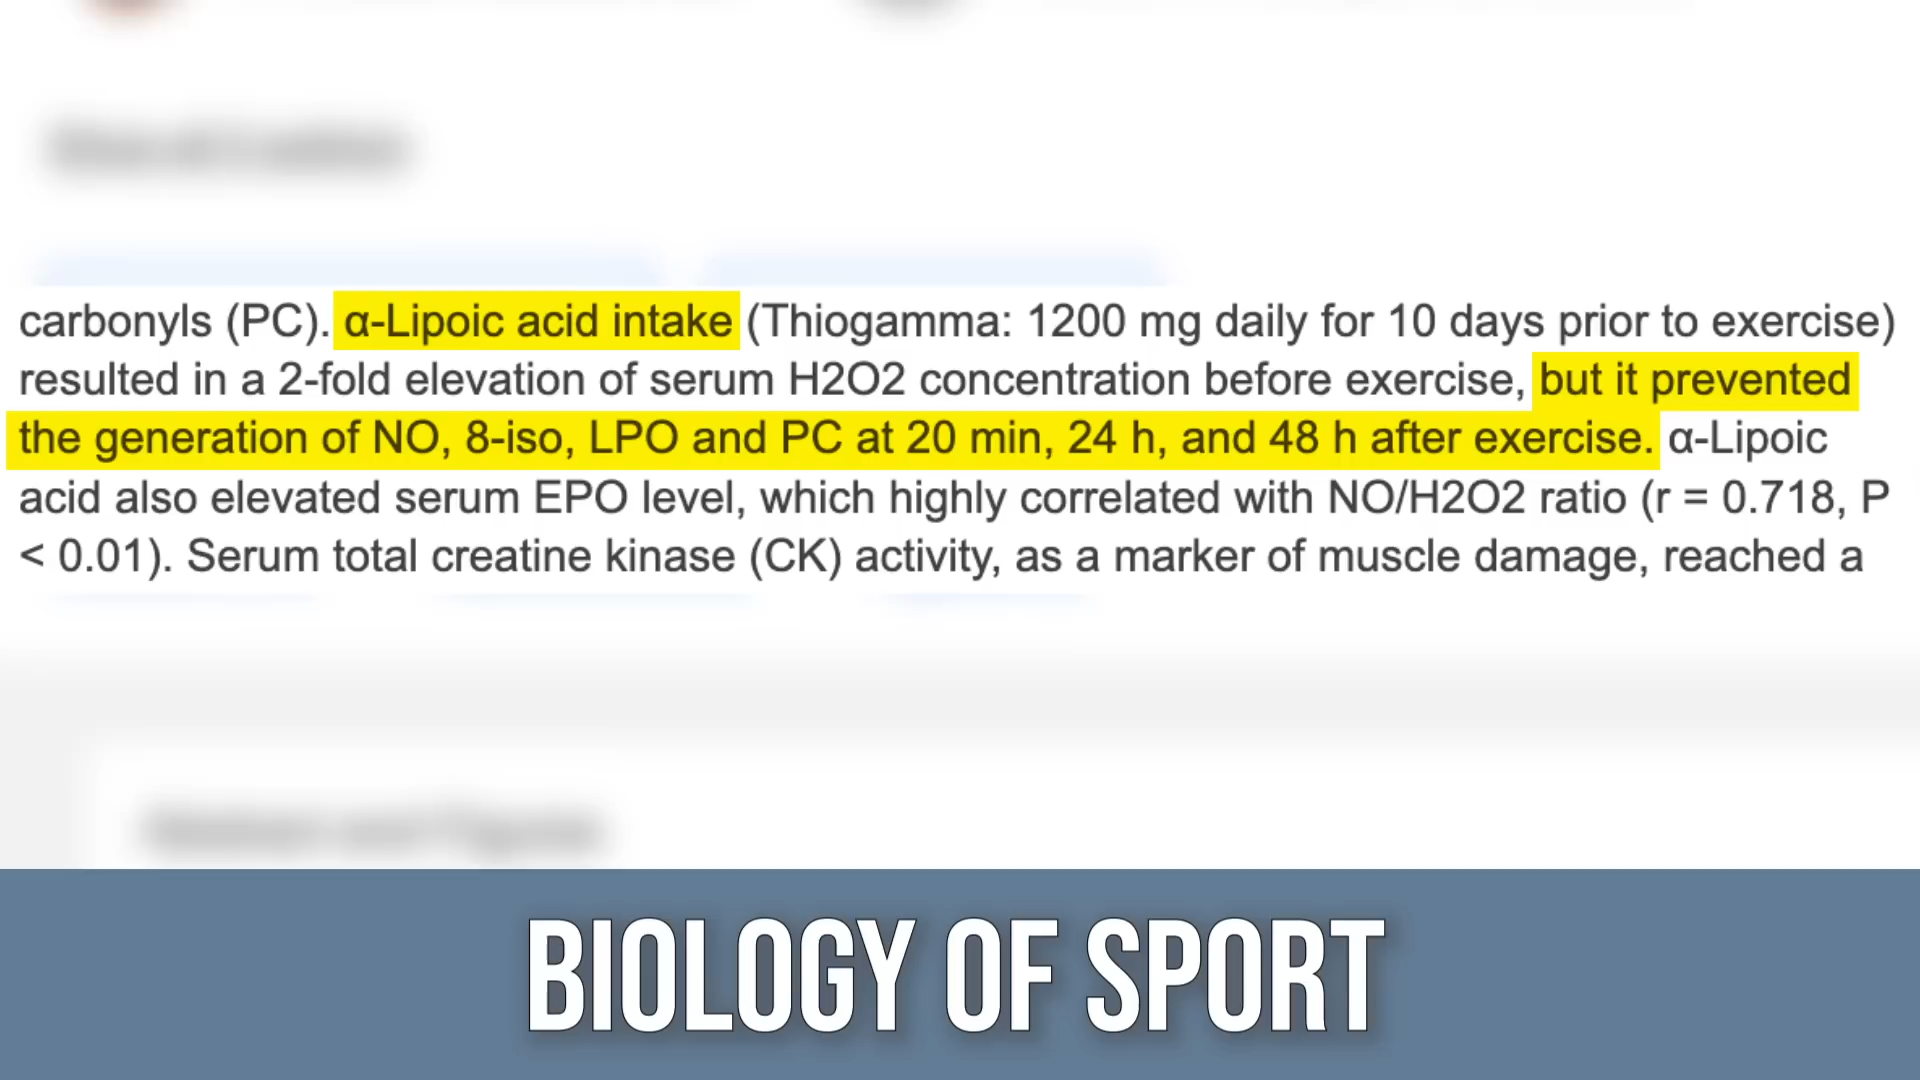 carbonyls (PC). α-Lipoic acid intake (Thiogamma: 1200 mg daily for 10 days prior to exercise)
resulted in a 2-fold elevation of serum H2O2 concentration before exercise, but it prevented
the generation of NO, 8-iso, LPO and PC at 20 min, 24 h, and 48 h after exercise. α-Lipoic
acid also elevated serum EPO level, which highly correlated with NO/H2O2 ratio (r = 0.718, P
< 0.01). Serum total creatine kinase (CK) activity, as a marker of muscle damage, reached a
BIOLOGY OF SPORT